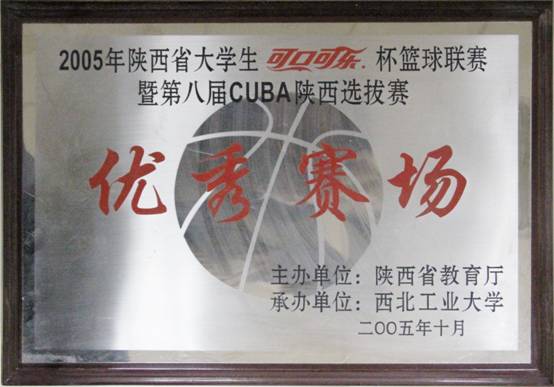 2005年陕西省大学生可口可乐.杯篮球联赛
暨第八届CUBA陕西选拔赛
优秀赛场
主办单位：陕西省教育厅
承办单位：西北工业大学
二〇〇五年十月